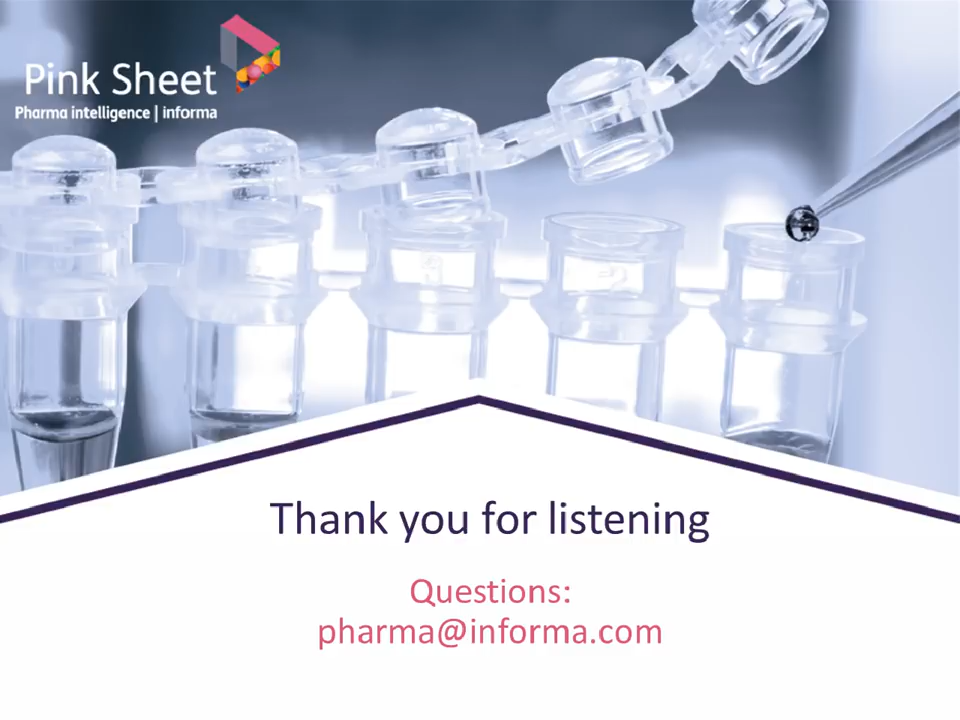 Pink Sheet
Pharma intelligence | informa
Thank you for listening
Questions:
pharma@informa.com